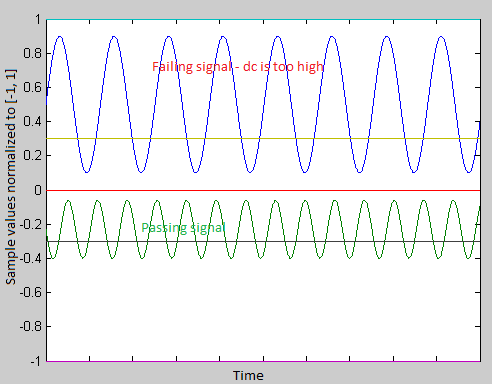 1
0.8
Failing signal - dc is too high
0.6
0.4
0.2
0
-0.2
Passing signal
-0.4
-0.6
-0.8
-1
Sample values normalized to [-1, 1]
Time